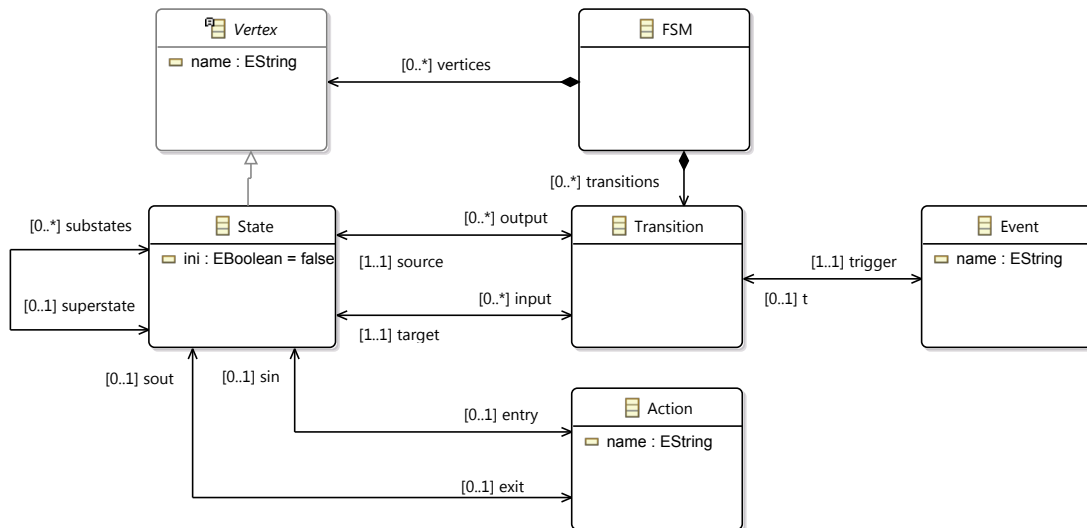 Vertex
name : EString
FSM
[0..*] vertices
[0..*] transitions
State
ini : EBoolean = false
[0..*] substates
[0..1] superstate
[0..*] output
[1..1] source
[0..*] input
[1..1] target
Transition
[1..1] trigger
[0..1] t
Event
name : EString
[0..1] sout
[0..1] sin
[0..1] entry
[0..1] exit
Action
name : EString